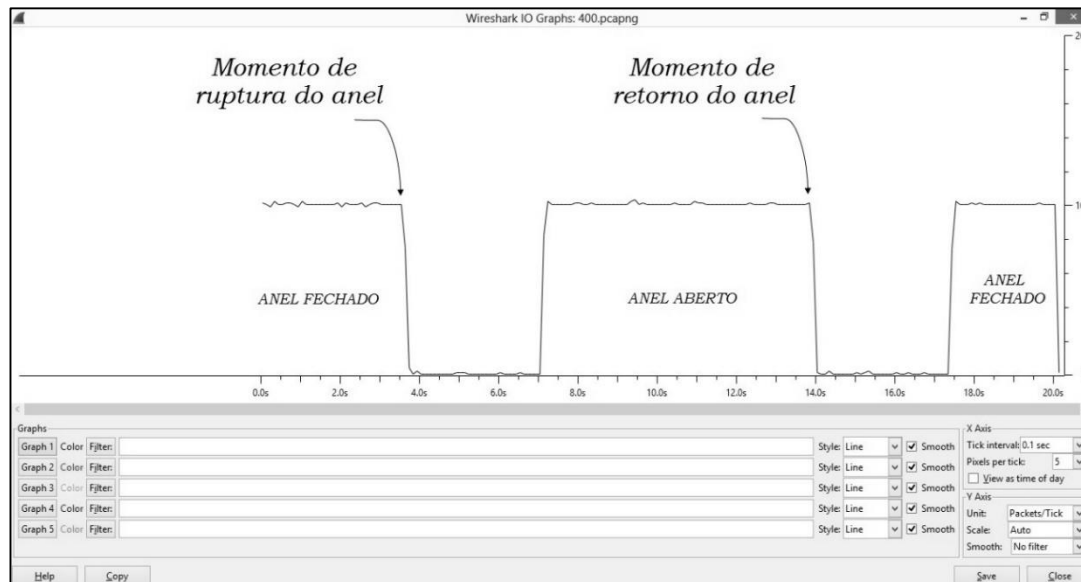 Wireshark IO Graphs: 400.pcapng
Momento de
ruptura do anel
Momento de
retorno do anel
ANEL FECHADO
ANEL ABERTO
ANEL
FECHADO
0.0s 2.0s 4.0s 6.0s 8.0s 10.0s 12.0s 14.0s 16.0s 18.0s 20.0s
Graphs
Graph 1 Color Filter: Style: Line Smooth
Graph 2 Color Filter: Style: Line Smooth
Graph 3 Color Filter: Style: Line Smooth
Graph 4 Color Filter: Style: Line Smooth
Graph 5 Color Filter: Style: Line Smooth
X Axis
Tick interval: 0.1 sec
Pixels per tick: 5
View as time of day
Y Axis
Unit: Packets/Tick
Scale: Auto
Smooth: No filter
Help Copy Save Close